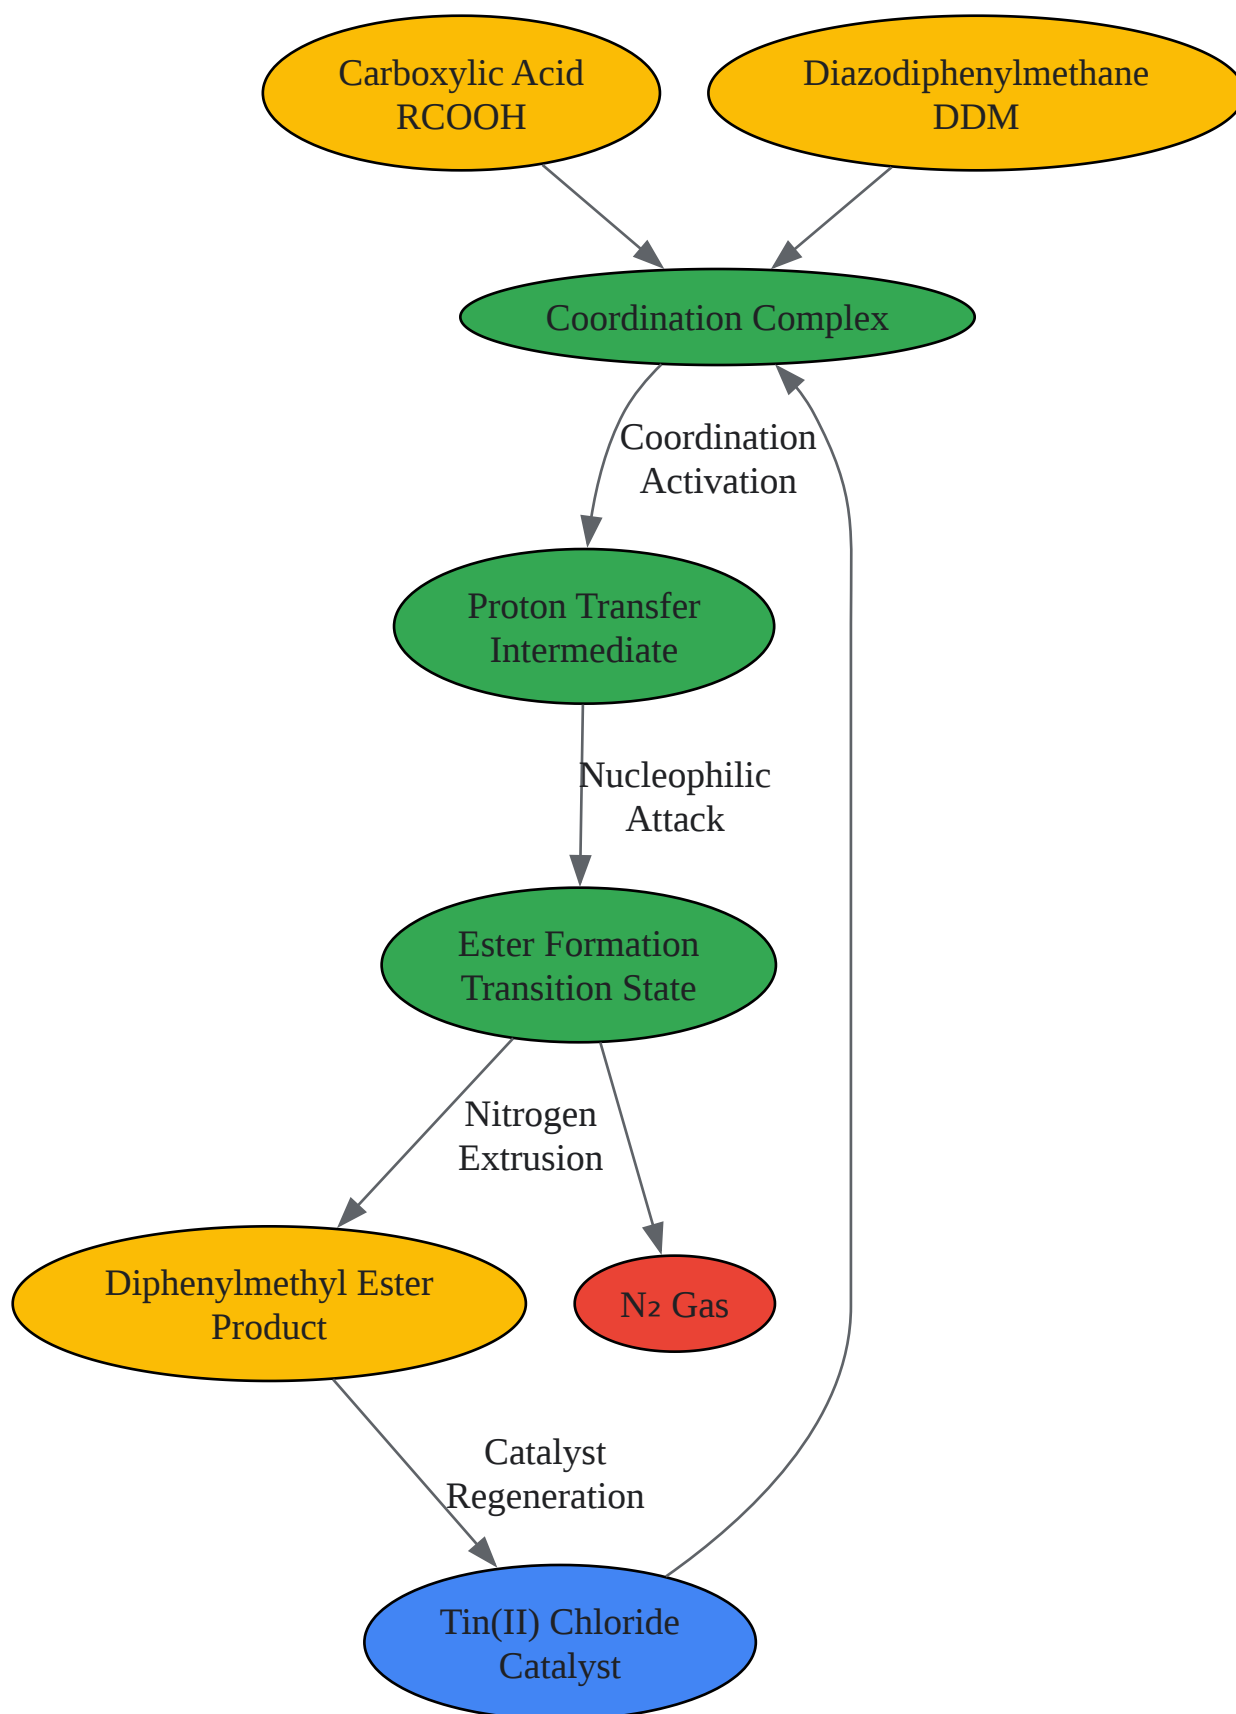 Carboxylic Acid
RCOOH
Diazodiphenylmethane
DDM
Coordination Complex
Coordination
Activation
Proton Transfer
Intermediate
Nucleophilic
Attack
Ester Formation
Transition State
Nitrogen
Extrusion
Diphenylmethyl Ester
Product
N₂ Gas
Catalyst
Regeneration
Tin(II) Chloride
Catalyst